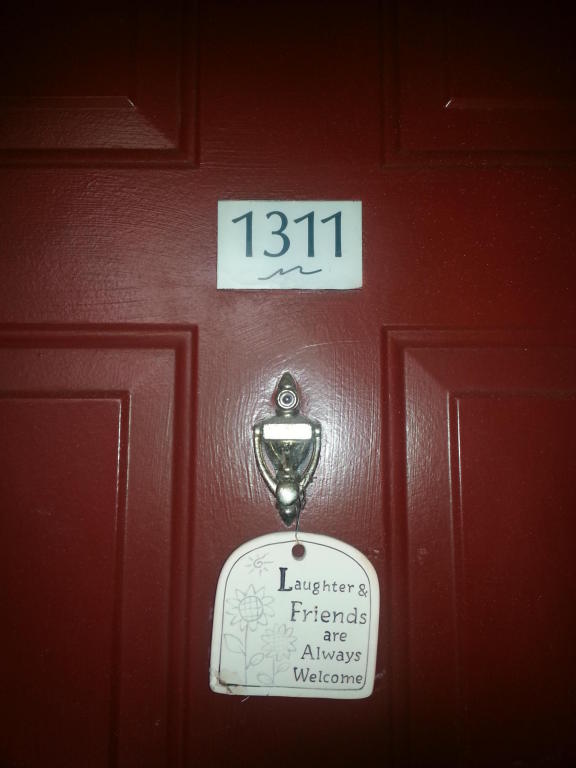 1311
Laughter &
Friends
are
Always
Welcome